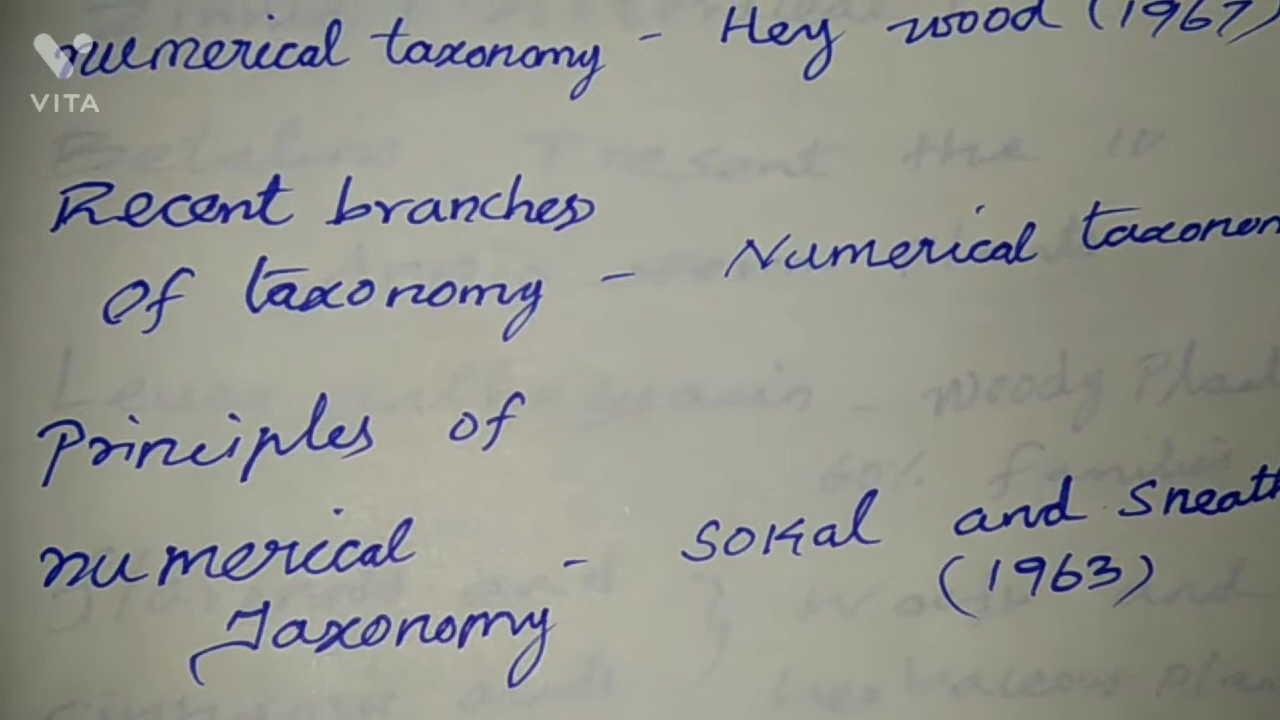 numerical taxonomy - Hey wood (1967)
VITA
Recent branches
Of taxonomy - Numerical taxonom
Principles of
numerical - Sokal and Sneath
(1963)
Taxonomy